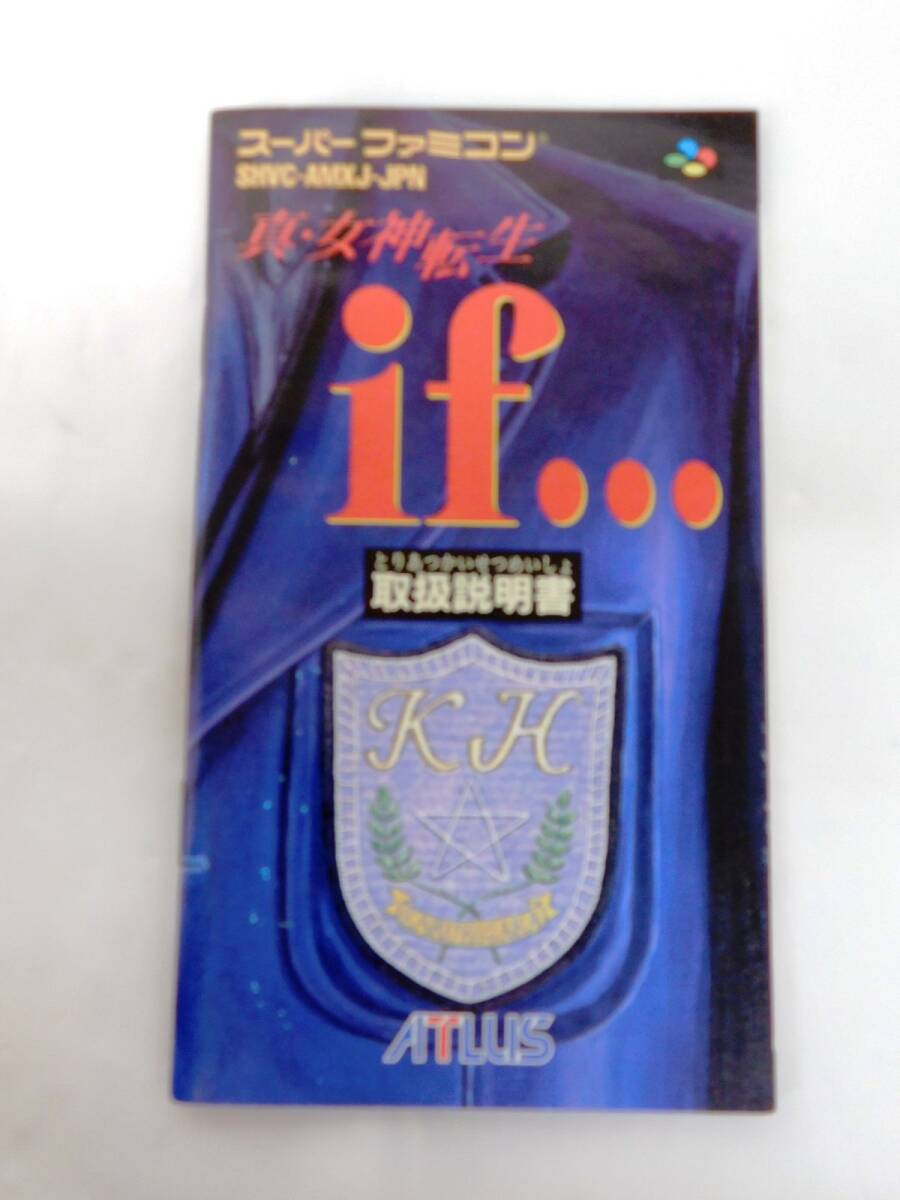 スーパーファミコン®
SHVC-AMXJ-JPN
真・女神転生
if...
とりあつかいせつめいしょ
取扱説明書
K H
ATLUS